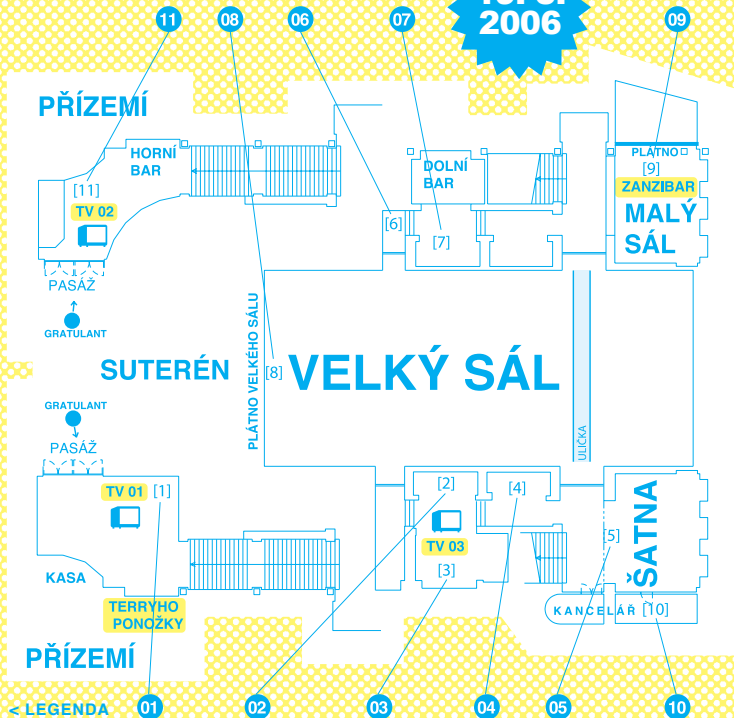 2006
11
08
06
07
09
PŘÍZEMÍ
HORNÍ
BAR
[11]
TV 02
PASÁŽ
GRATULANT
DOLNÍ
BAR
[6]
[7]
PLÁTNO
[9]
ZANZIBAR
MALÝ
SÁL
SUTERÉN
PLÁTNO VELKÉHO SÁLU
[8]
VELKÝ SÁL
ULIČKA
GRATULANT
PASÁŽ
TV 01
[1]
KASA
TERRYHO
PONOŽKY
[2]
TV 03
[3]
[4]
[5]
ŠATNA
KANCELÁŘ [10]
PŘÍZEMÍ
< LEGENDA
01
02
03
04
05
10